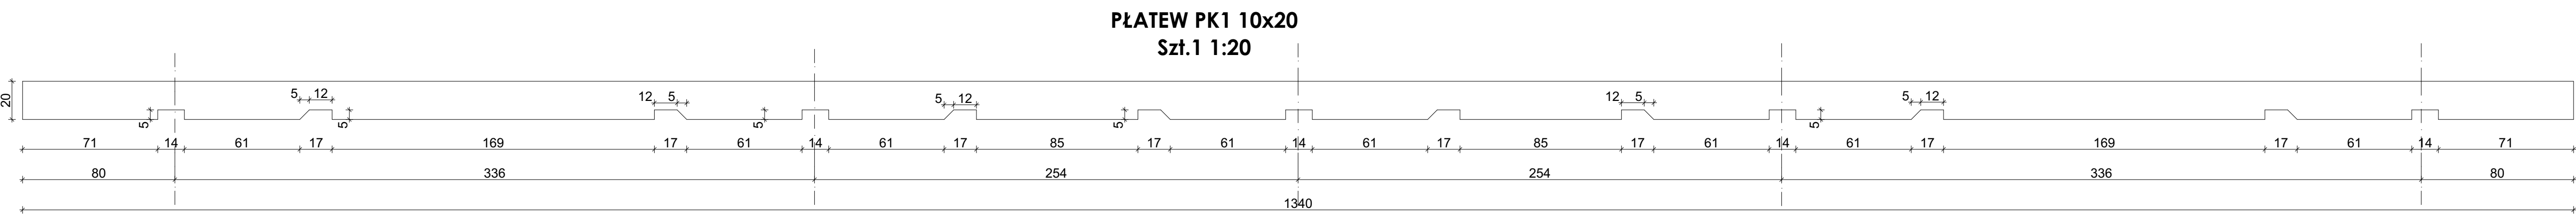 PŁATEW PK1 10x20
Szt.1 1:20
5 12 12 5 5 12 12 5 5 12
20
5 5 5 5 5
71 14 61 17 169 17 61 14 61 17 85 17 61 14 61 17 85 17 61 14 61 17 169 17 61 14 71
80 336 254 254 336 80
1340